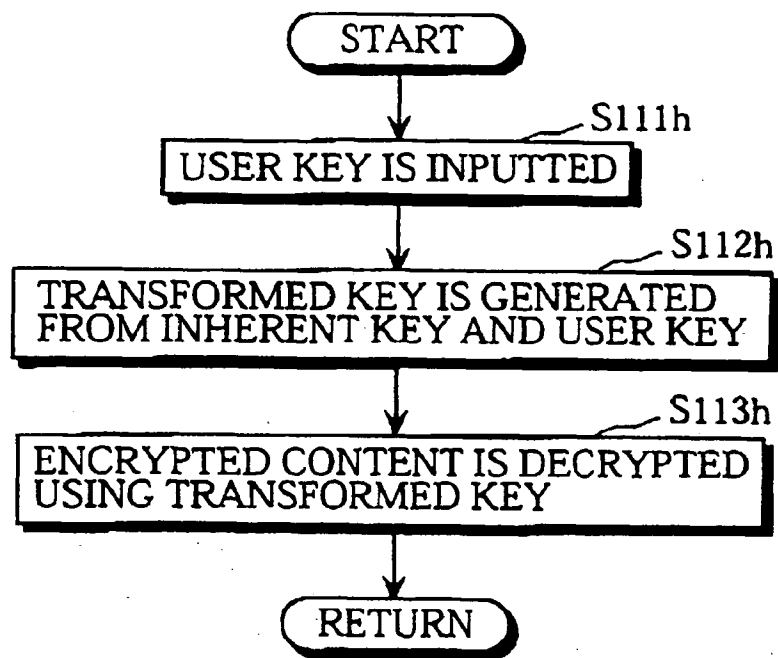 START
S111h
USER KEY IS INPUTTED
S112h
TRANSFORMED KEY IS GENERATED
FROM INHERENT KEY AND USER KEY
S113h
ENCRYPTED CONTENT IS DECRYPTED
USING TRANSFORMED KEY
RETURN